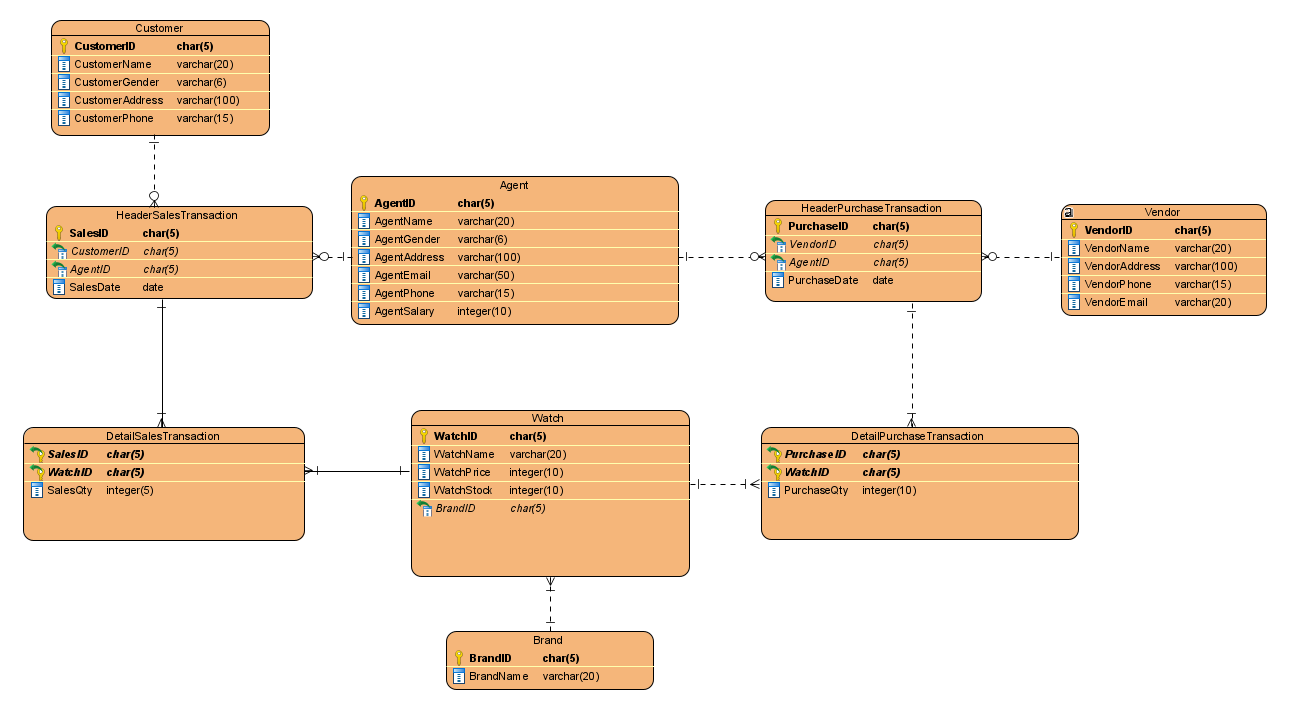 Customer
CustomerID char(5)
CustomerName varchar(20)
CustomerGender varchar(6)
CustomerAddress varchar(100)
CustomerPhone varchar(15)
HeaderSalesTransaction
SalesID char(5)
CustomerID char(5)
AgentID char(5)
SalesDate date
Agent
AgentID char(5)
AgentName varchar(20)
AgentGender varchar(6)
AgentAddress varchar(100)
AgentEmail varchar(50)
AgentPhone varchar(15)
AgentSalary integer(10)
HeaderPurchaseTransaction
PurchaseID char(5)
VendorID char(5)
AgentID char(5)
PurchaseDate date
Vendor
VendorID char(5)
VendorName varchar(20)
VendorAddress varchar(100)
VendorPhone varchar(15)
VendorEmail varchar(20)
DetailSalesTransaction
SalesID char(5)
WatchID char(5)
SalesQty integer(5)
Watch
WatchID char(5)
WatchName varchar(20)
WatchPrice integer(10)
WatchStock integer(10)
BrandID char(5)
DetailPurchaseTransaction
PurchaseID char(5)
WatchID char(5)
PurchaseQty integer(10)
Brand
BrandID char(5)
BrandName varchar(20)